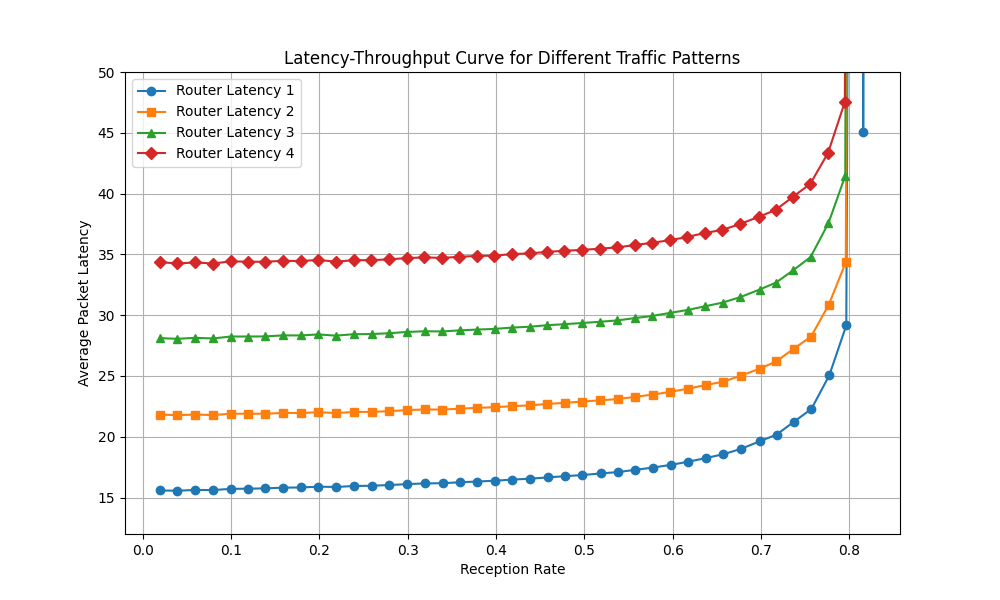 Latency-Throughput Curve for Different Traffic Patterns
50
45
40
35
30
25
20
15
Average Packet Latency
Router Latency 1
Router Latency 2
Router Latency 3
Router Latency 4
0.0 0.1 0.2 0.3 0.4 0.5 0.6 0.7 0.8
Reception Rate